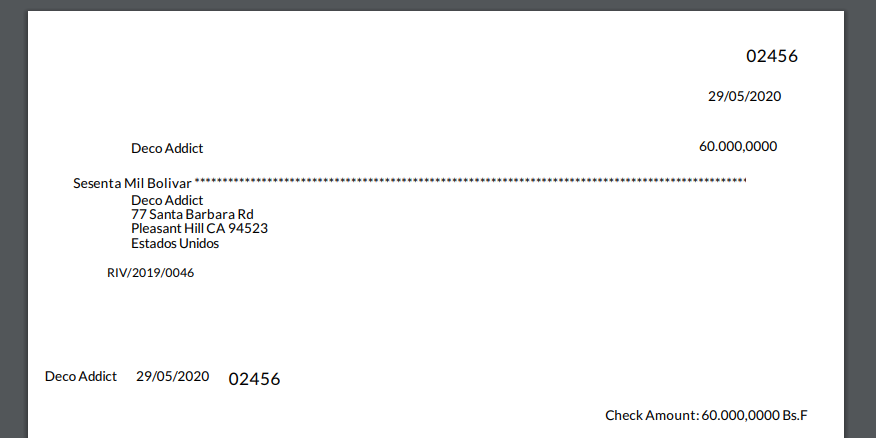 02456
29/05/2020
Deco Addict 60.000,0000
Sesenta Mil Bolivar ****************************************************************************************************
Deco Addict
77 Santa Barbara Rd
Pleasant Hill CA 94523
Estados Unidos
RIV/2019/0046
Deco Addict 29/05/2020 02456
Check Amount: 60.000,0000 Bs.F